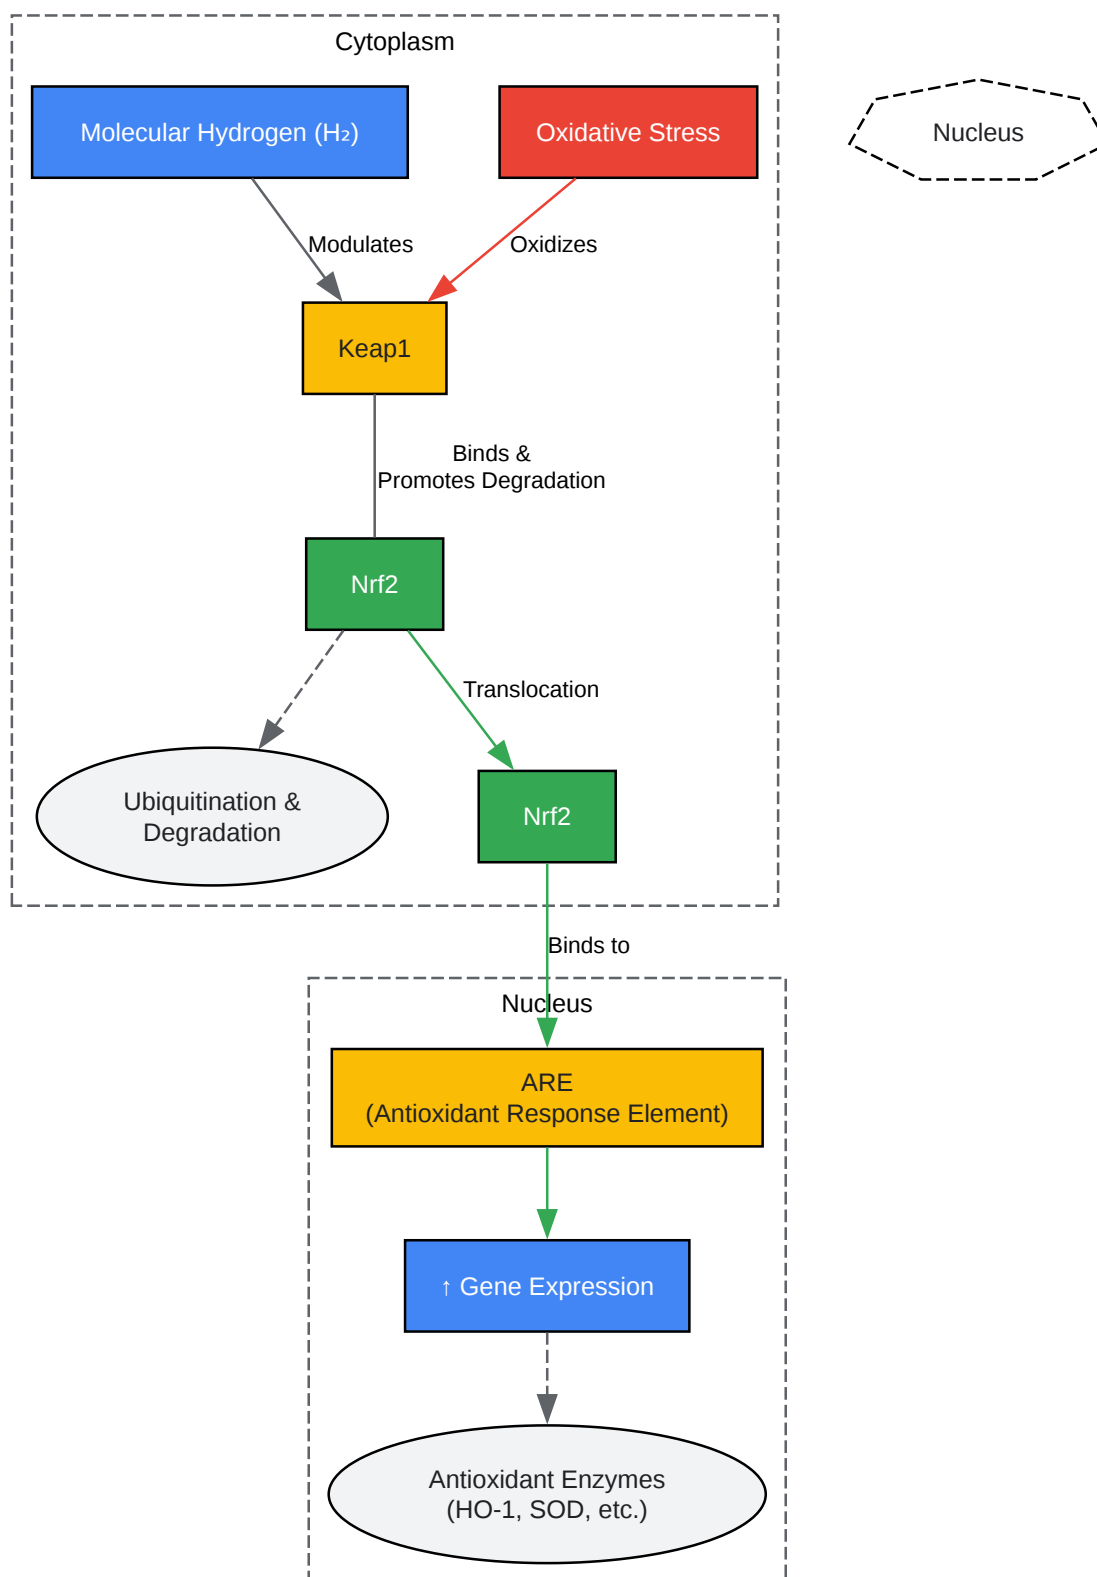 Cytoplasm
Molecular Hydrogen (H₂)
Oxidative Stress
Nucleus
Modulates
Oxidizes
Keap1
Binds &
Promotes Degradation
Nrf2
Translocation
Ubiquitination &
Degradation
Nrf2
Binds to
Nucleus
ARE
(Antioxidant Response Element)
↑ Gene Expression
Antioxidant Enzymes
(HO-1, SOD, etc.)